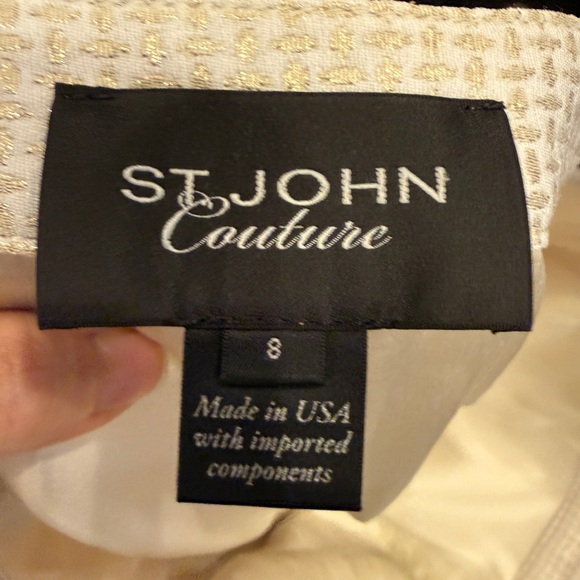 ST. JOHN
Couture
8
Made in USA
with imported
components